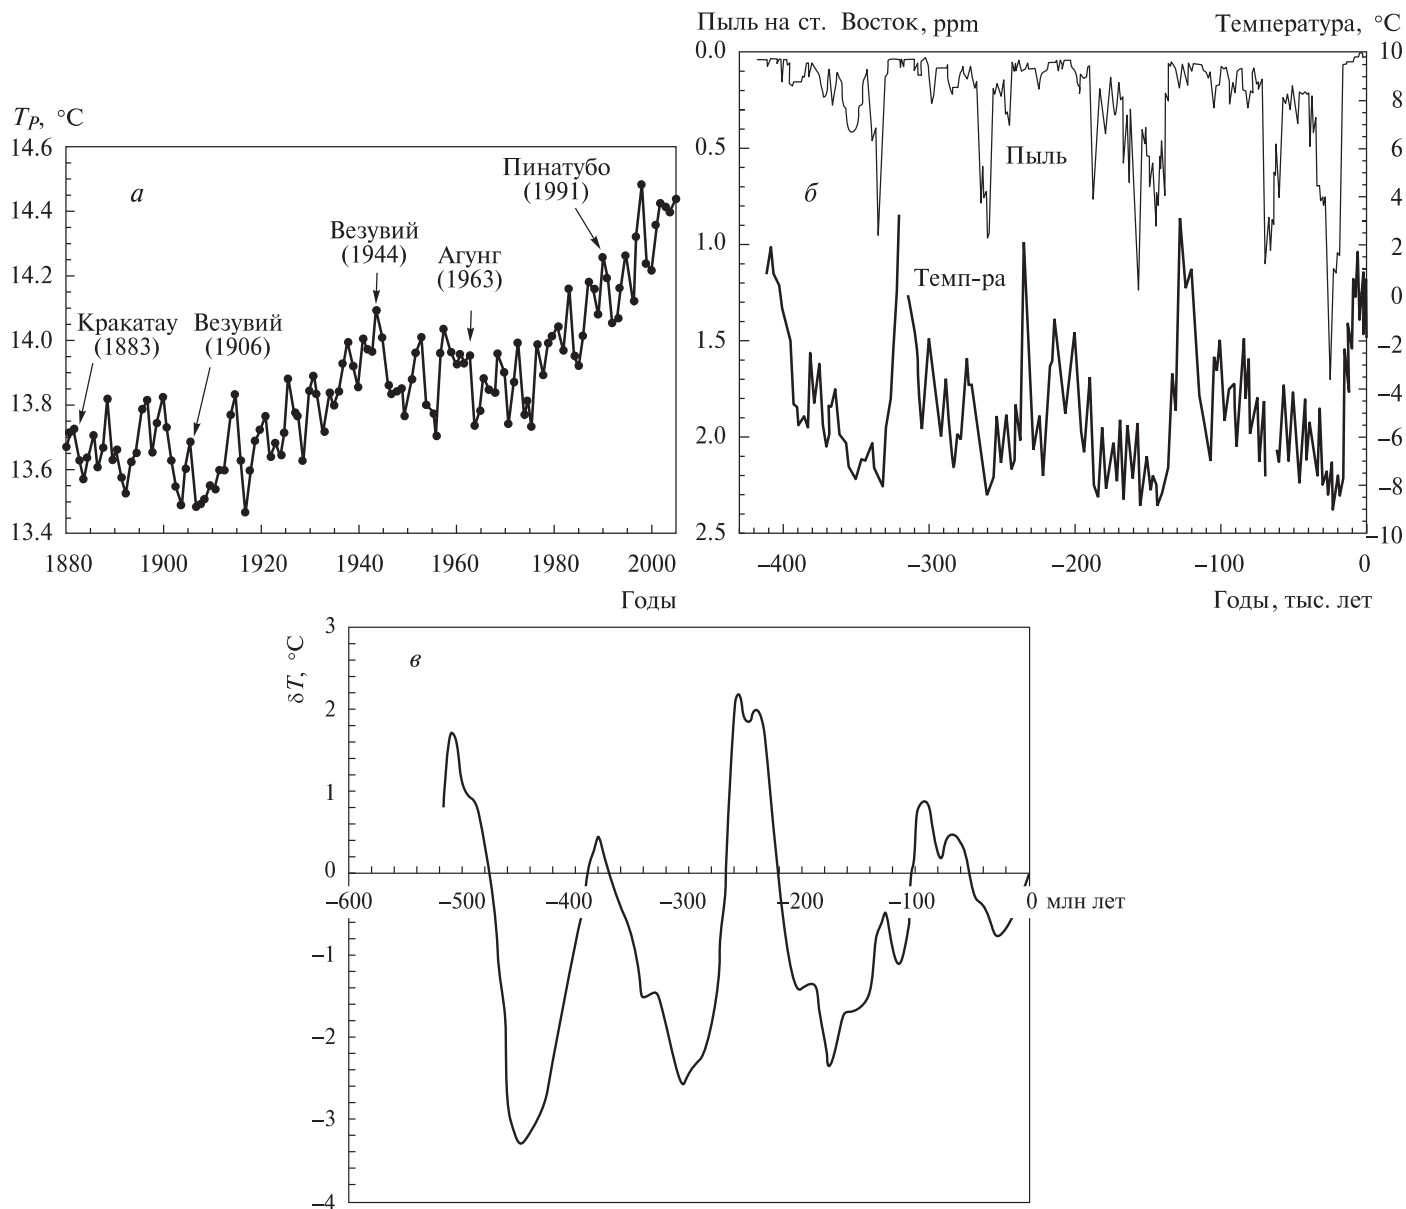 T_P, °C
14.6
14.4
14.2
14.0
13.8
13.6
13.4
а
Кракатау
(1883)
Везувий
(1906)
Везувий
(1944)
Агунг
(1963)
Пинатубо
(1991)
1880 1900 1920 1940 1960 1980 2000
Годы
Пыль на ст. Восток, ppm
Температура, °C
0.0
0.5
1.0
1.5
2.0
2.5
10
8
6
4
2
0
−2
−4
−6
−8
−10
б
Пыль
Темп-ра
−400 −300 −200 −100 0
Годы, тыс. лет
δT, °C
3
2
1
0
−1
−2
−3
−4
в
−600 −500 −400 −300 −200 −100 0 млн лет